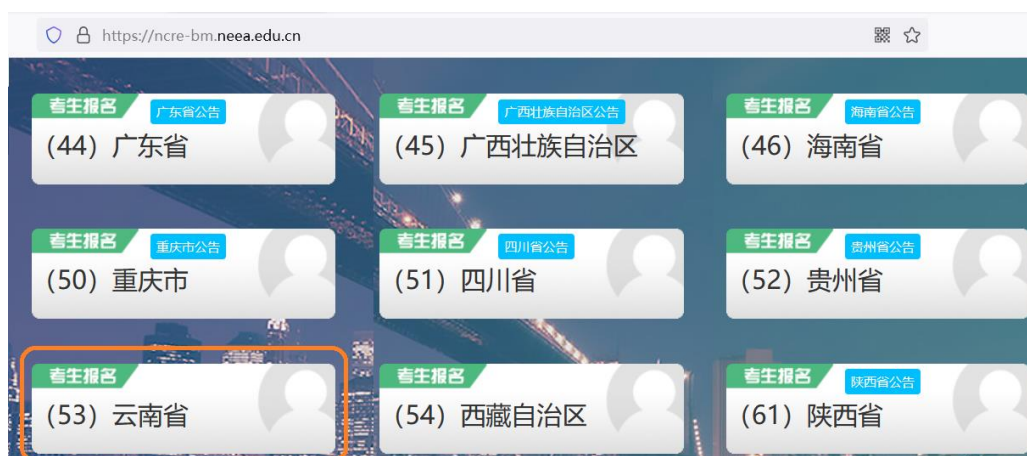 https://ncre-bm.neea.edu.cn
考生报名 广东省公告
(44) 广东省
考生报名 广西壮族自治区公告
(45) 广西壮族自治区
考生报名 海南省公告
(46) 海南省
考生报名 重庆市公告
(50) 重庆市
考生报名 四川省公告
(51) 四川省
考生报名 贵州省公告
(52) 贵州省
考生报名
(53) 云南省
考生报名
(54) 西藏自治区
考生报名 陕西省公告
(61) 陕西省